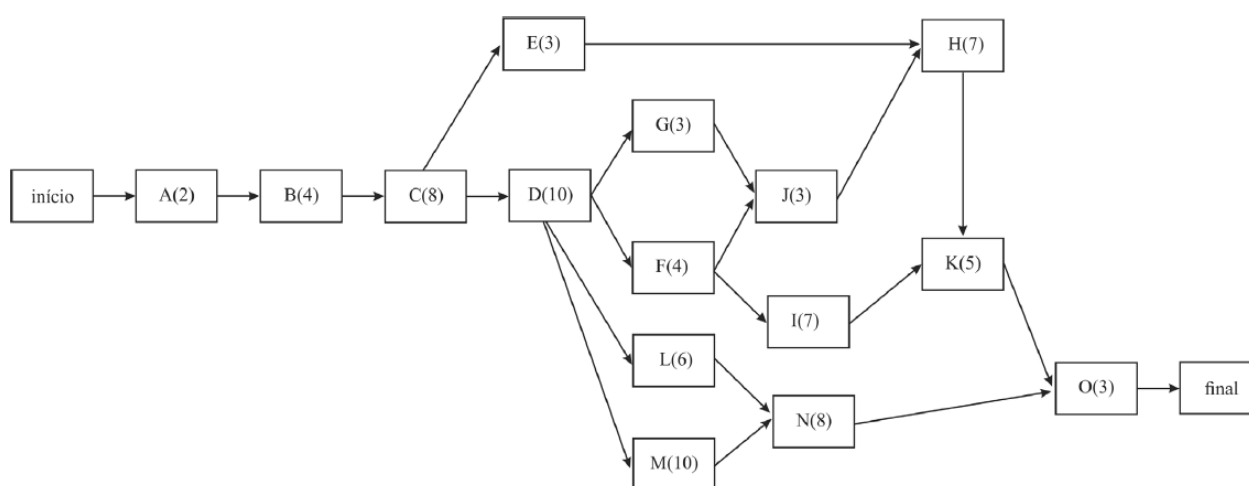 E(3)
H(7)
G(3)
início
A(2)
B(4)
C(8)
D(10)
J(3)
F(4)
K(5)
I(7)
L(6)
O(3)
final
N(8)
M(10)